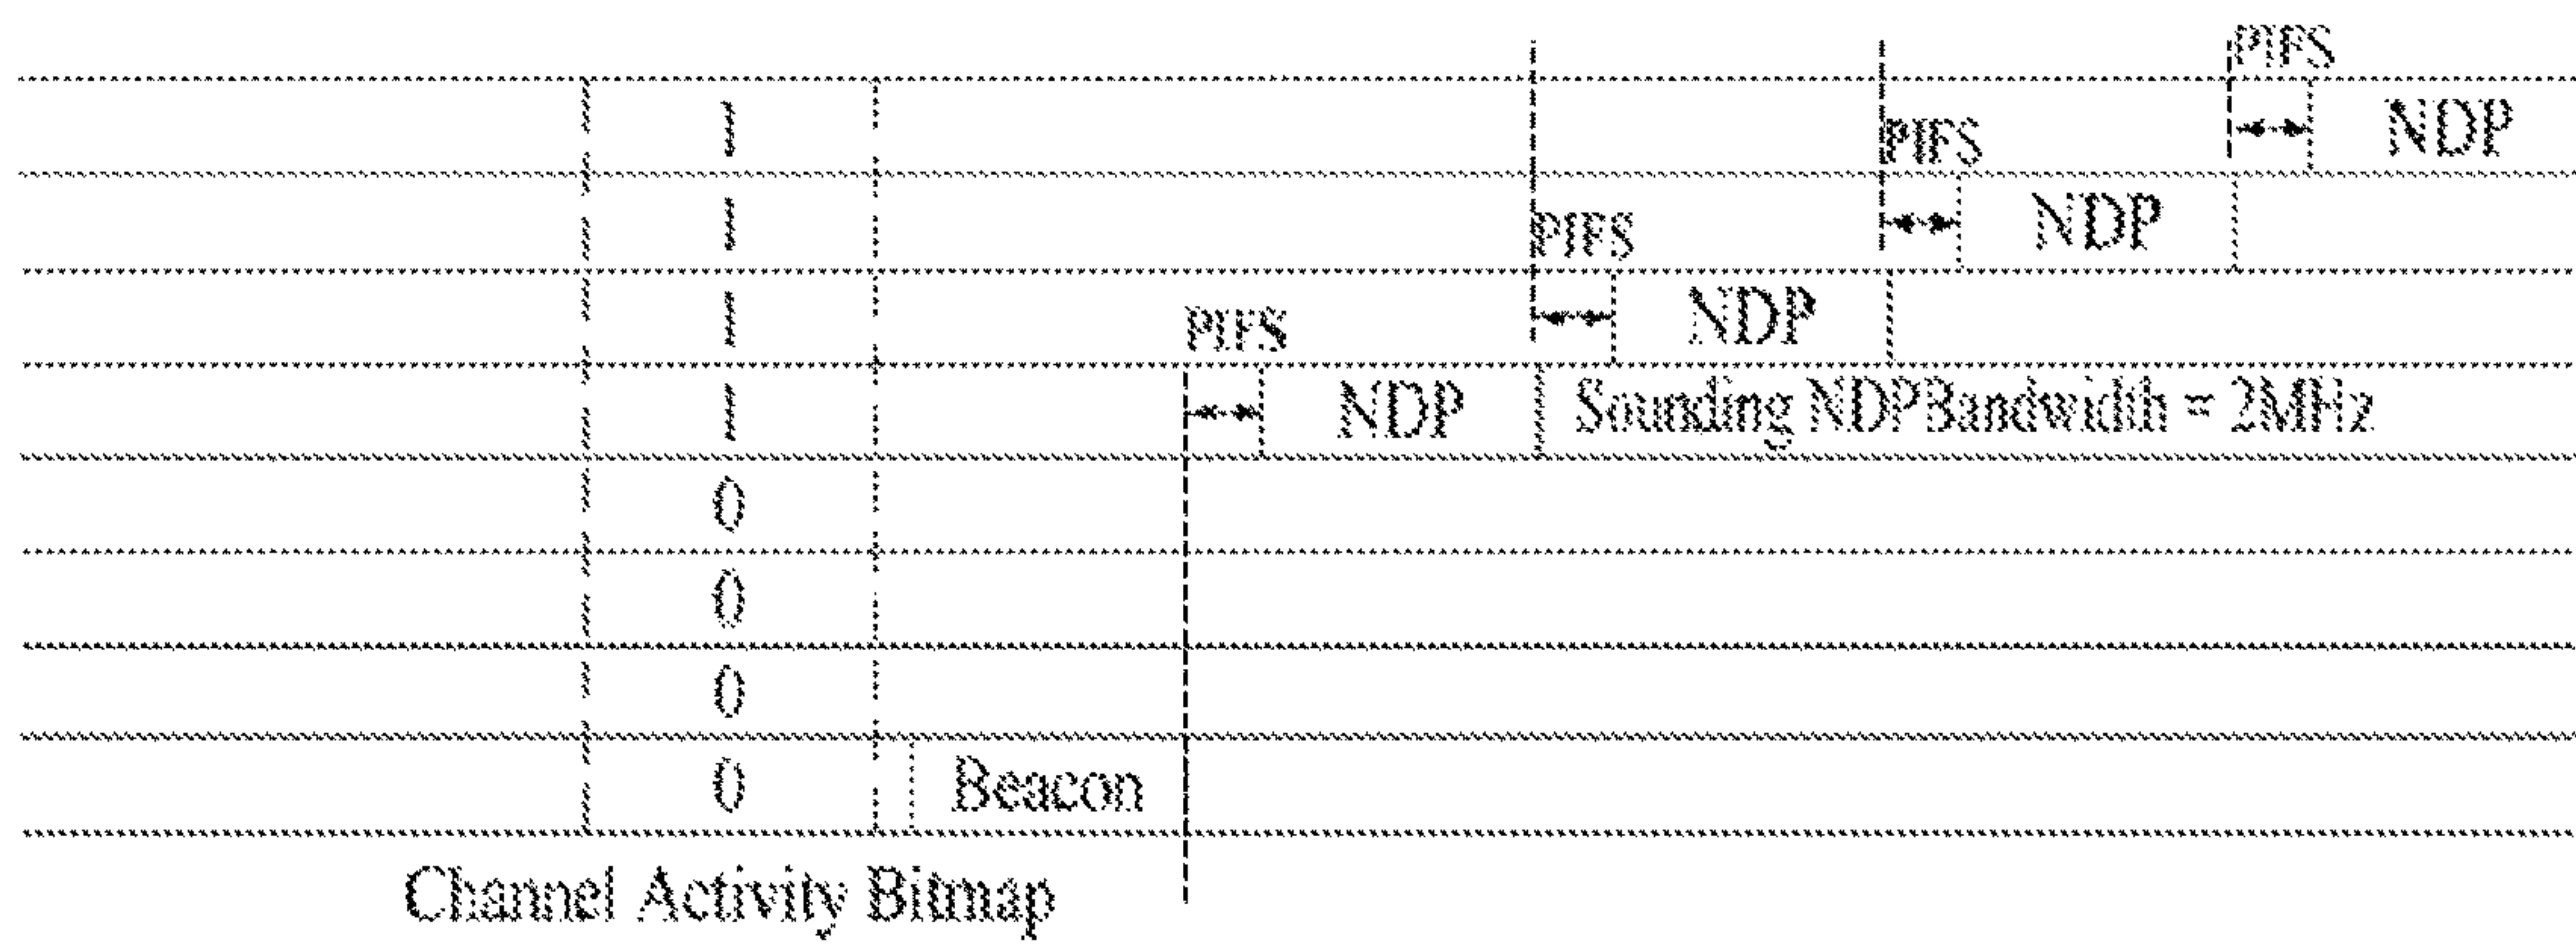 PIFS
1 NDP
PIFS
1 NDP
PIFS
1 NDP
PIFS
1 NDP Sounding NDPBandwidth = 2MHz
0
0
0
0 Beacon
Channel Activity Bitmap